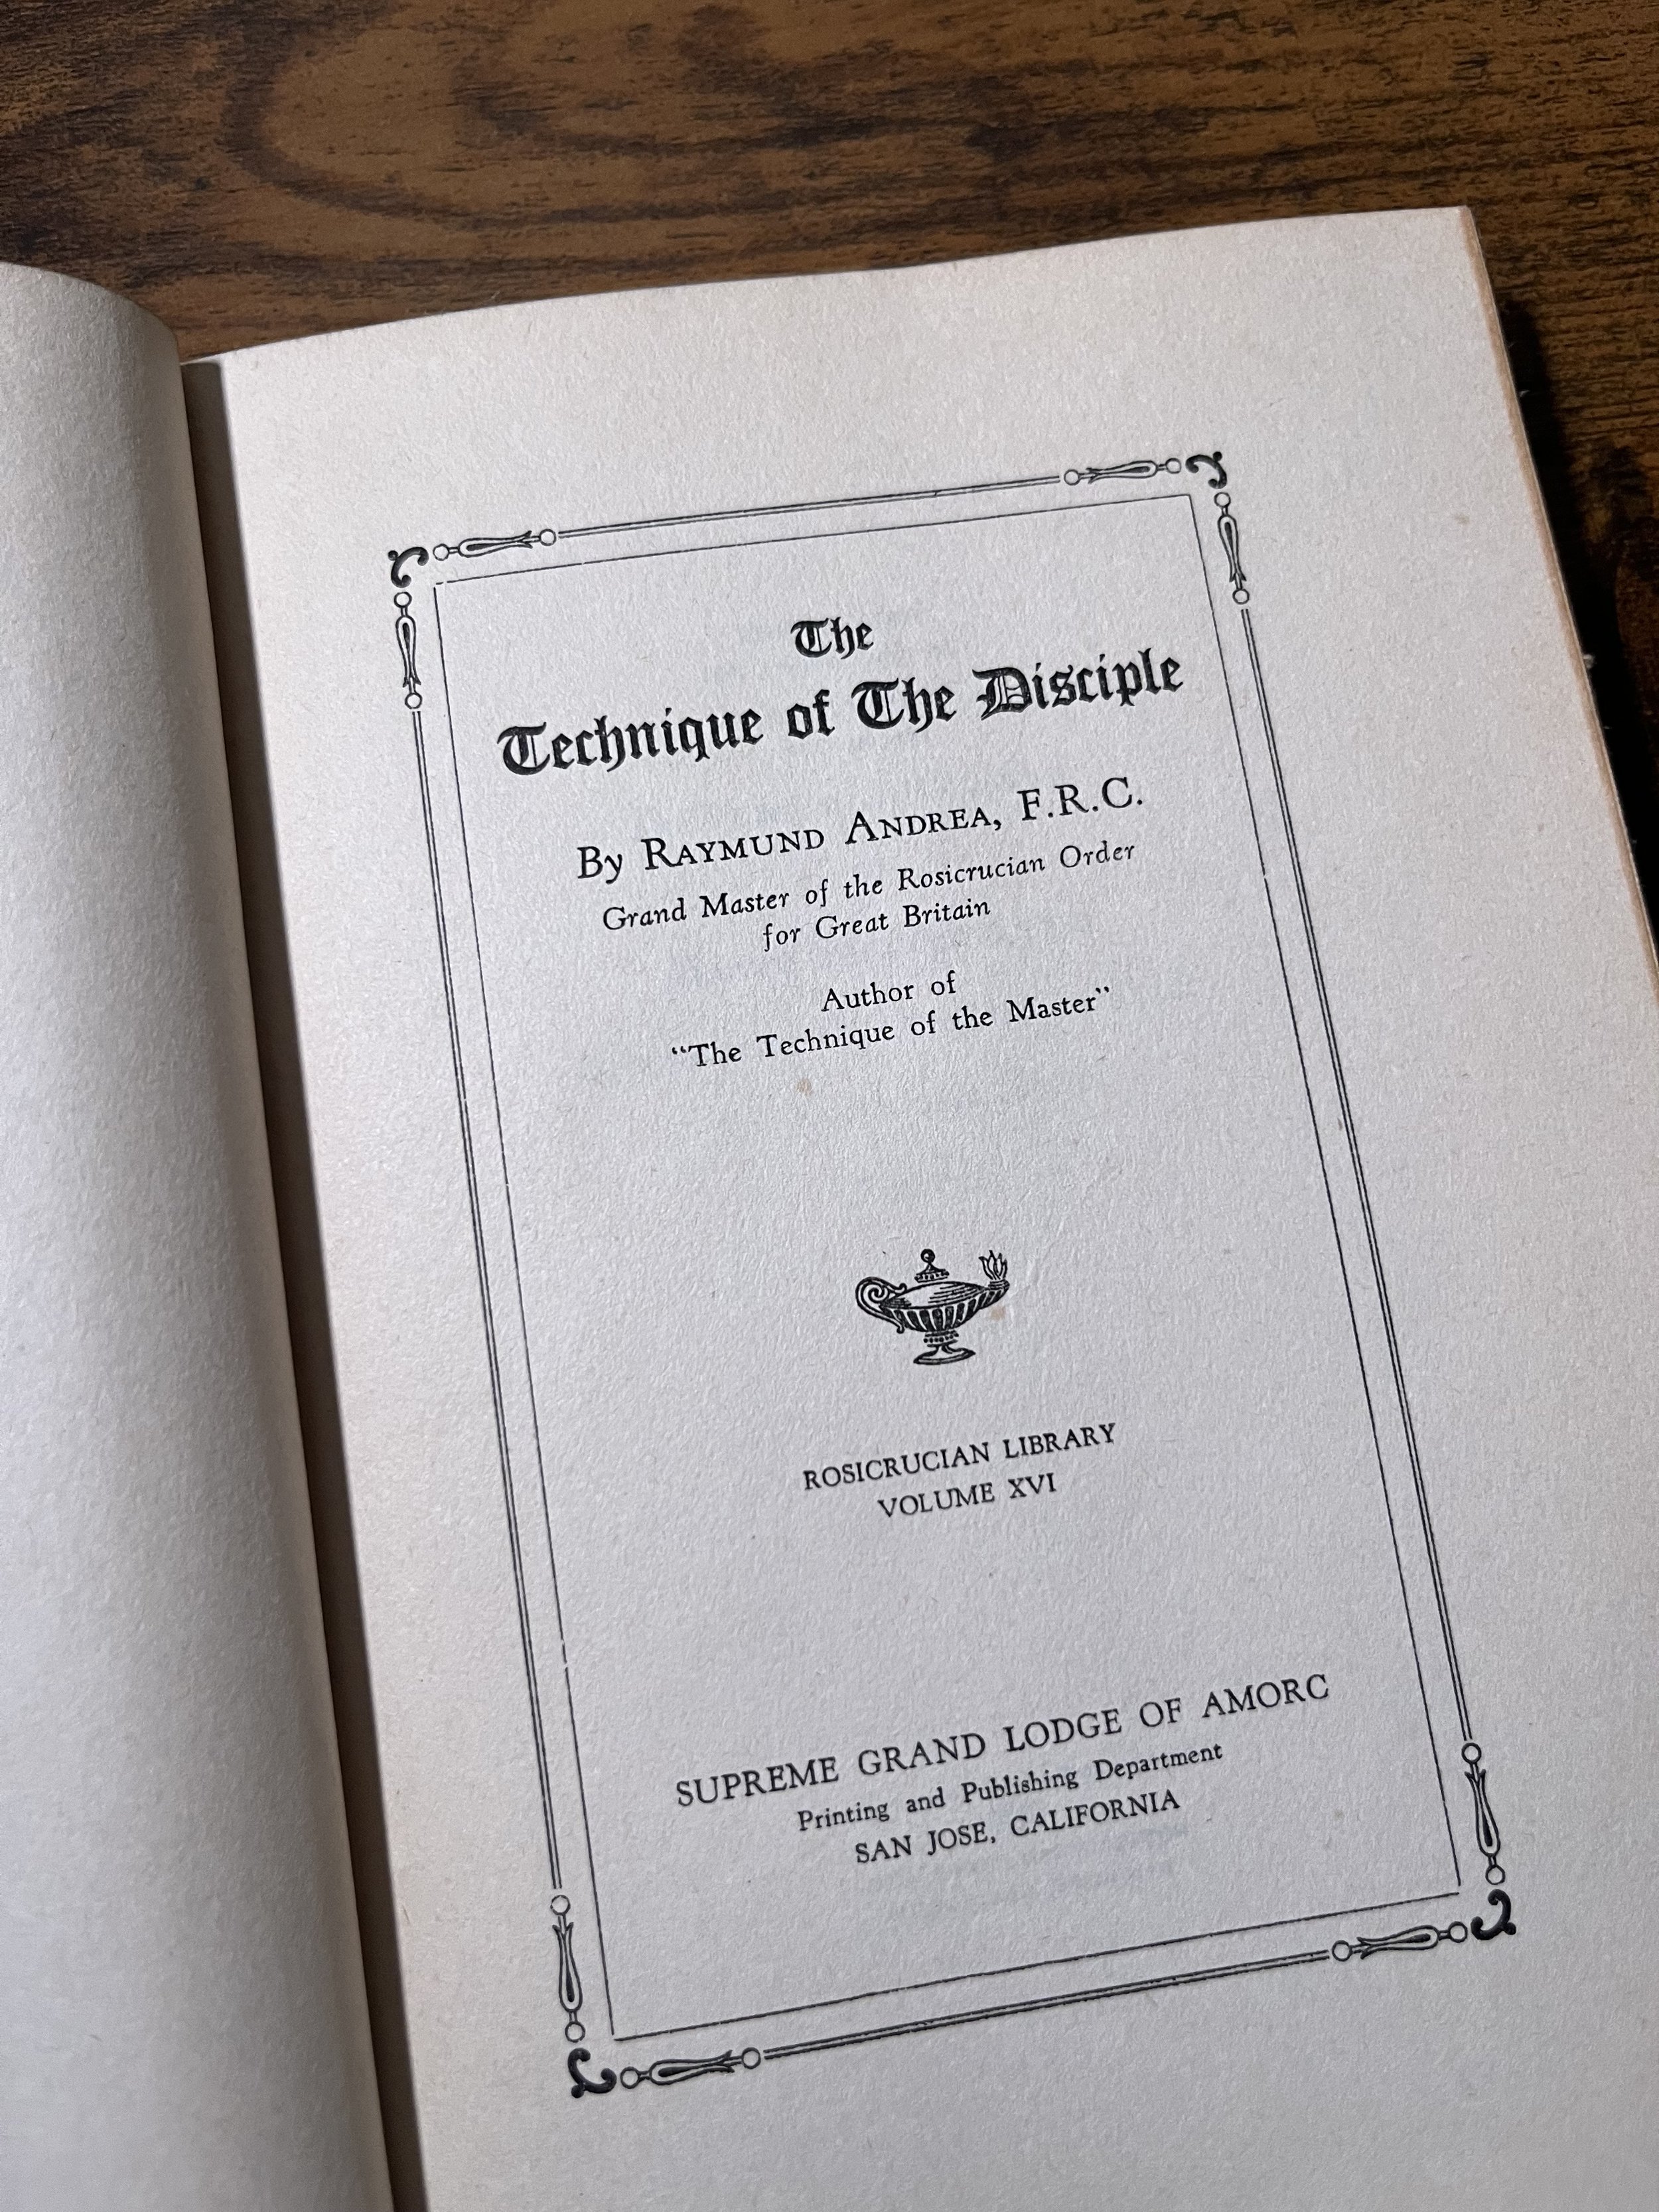 The
Technique of The Disciple
By RAYMUND ANDREA, F.R.C.
Grand Master of the Rosicrucian Order
for Great Britain
Author of
“The Technique of the Master”
ROSICRUCIAN LIBRARY
VOLUME XVI
SUPREME GRAND LODGE OF AMORC
Printing and Publishing Department
SAN JOSE, CALIFORNIA